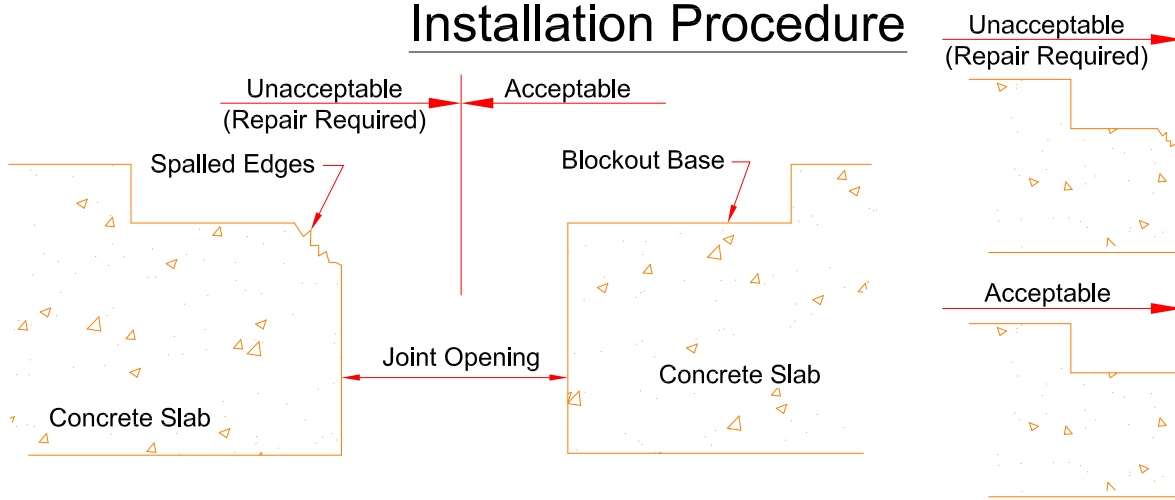 Installation Procedure
Unacceptable
(Repair Required)
Acceptable
Spalled Edges
Blockout Base
Joint Opening
Concrete Slab
Concrete Slab
Unacceptable
(Repair Required)
Acceptable